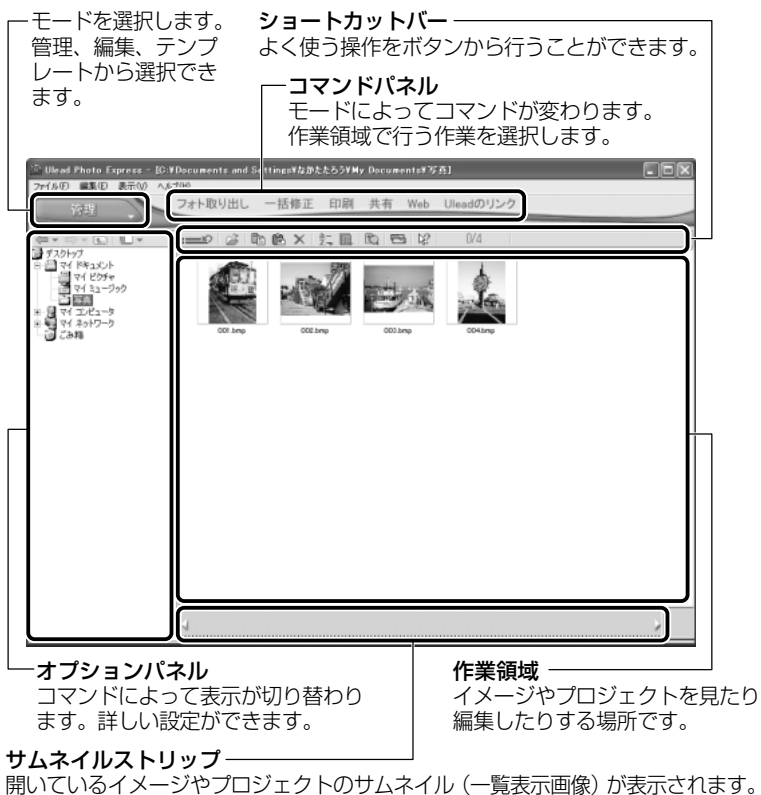 モードを選択します。
管理、編集、テンプ
レートから選択でき
ます。
ショートカットバー
よく使う操作をボタンから行うことができます。
コマンドパネル
モードによってコマンドが変わります。
作業領域で行う作業を選択します。
Ulead Photo Express - [C:¥Documents and Settings¥なかたたろう¥My Documents¥写真]
ファイル(F) 編集(E) 表示(V) ヘルプ(H)
管理
フォト取り出し 一括修正 印刷 共有 Web Uleadのリンク
0/4
デスクトップ
マイ ドキュメント
マイ ピクチャ
マイ ミュージック
写真
マイ コンピュータ
マイ ネットワーク
ごみ箱
001.bmp 002.bmp 003.bmp 004.bmp
オプションパネル
コマンドによって表示が切り替わり
ます。詳しい設定ができます。
作業領域
イメージやプロジェクトを見たり
編集したりする場所です。
サムネイルストリップ
開いているイメージやプロジェクトのサムネイル（一覧表示画像）が表示されます。